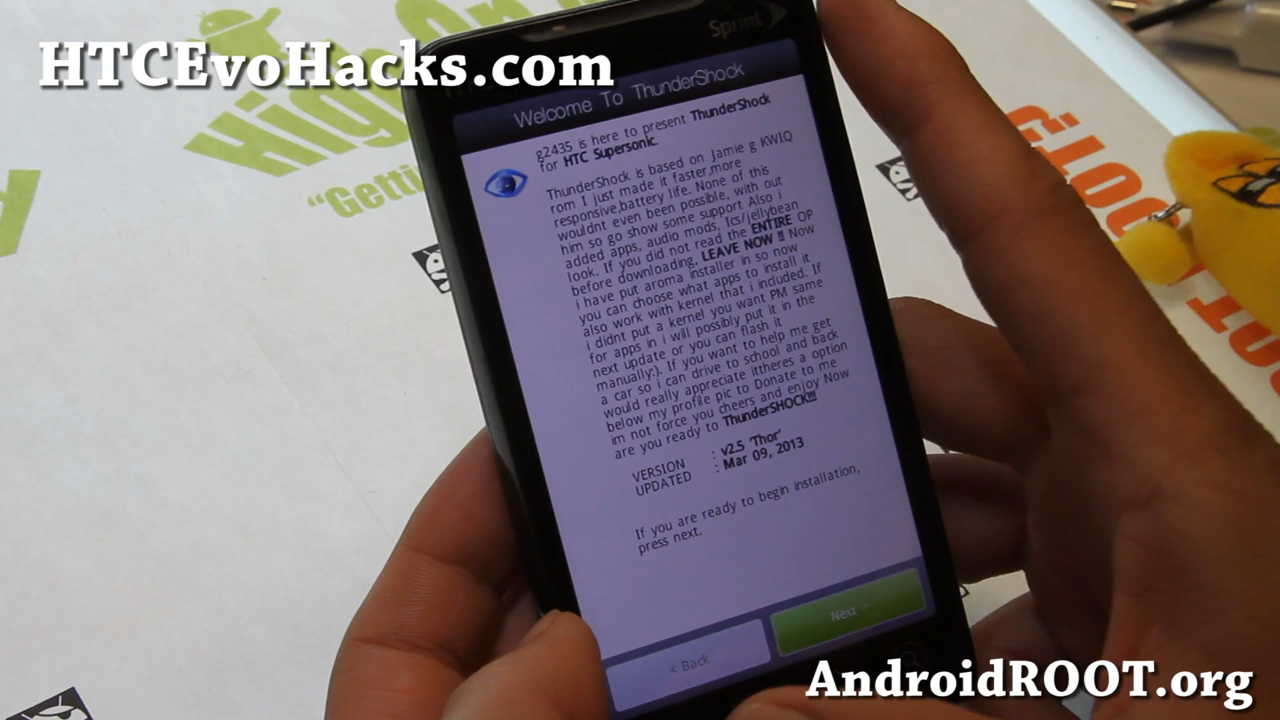 HTCEvoHacks.com
Sprint
Welcome To ThunderShock
g2435 is here to present ThunderShock
for HTC Supersonic.
ThunderShock is based on Jamie g KWIQ
rom I just made it faster,more
responsive,battery life. None of this
wouldnt even been possible, with out
him so go show some support Also i
added apps, audio mods, Ics/jellybean
look. If you did not read the ENTIRE OP
before downloading, LEAVE NOW !! Now
i have put aroma installer in so now
you can choose what apps to install it
also work with kernel that i included. If
i didnt put a kernel you want PM same
for apps in i will possibly put it in the
next update or you can flash it
manually:). If you want to help me get
a car so i can drive to school and back
would really appreciate ittheres a option
below my profile pic to Donate to me
im not force you cheers and enjoy Now
are you ready to ThunderSHOCK!!!
VERSION : v2.5 'Thor'
UPDATED : Mar 09, 2013
If you are ready to begin installation,
press next.
< Back
Next >
"Getti
AndroidROOT.org